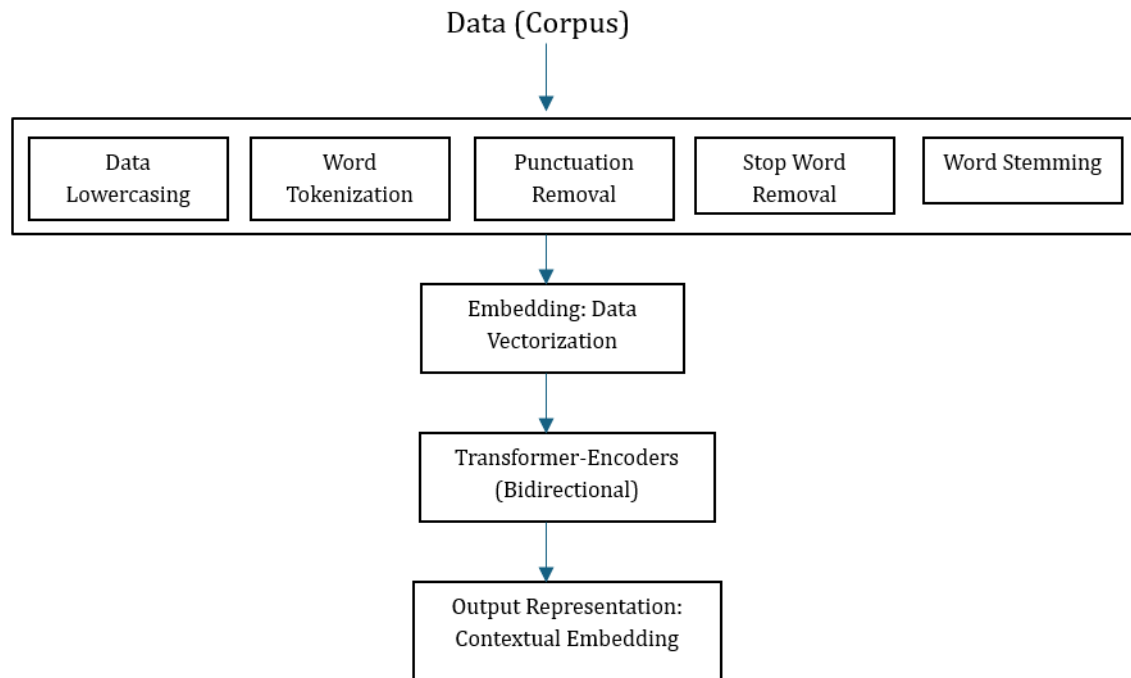 Data (Corpus)
Data
Lowercasing
Word
Tokenization
Punctuation
Removal
Stop Word
Removal
Word Stemming
Embedding: Data
Vectorization
Transformer-Encoders
(Bidirectional)
Output Representation:
Contextual Embedding